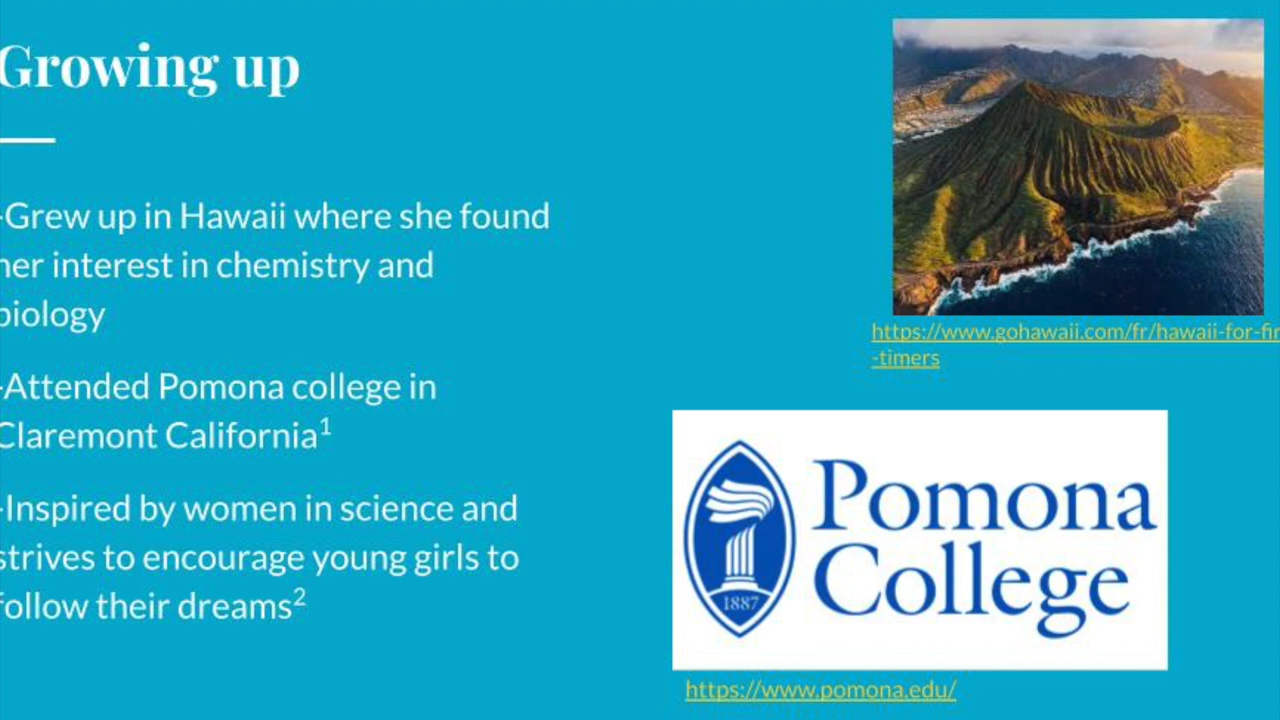 Growing up
-Grew up in Hawaii where she found
her interest in chemistry and
biology
-Attended Pomona college in
Claremont California¹
-Inspired by women in science and
strives to encourage young girls to
follow their dreams²
https://www.gohawaii.com/fr/hawaii-for-fir
-timers
Pomona
College
1887
https://www.pomona.edu/